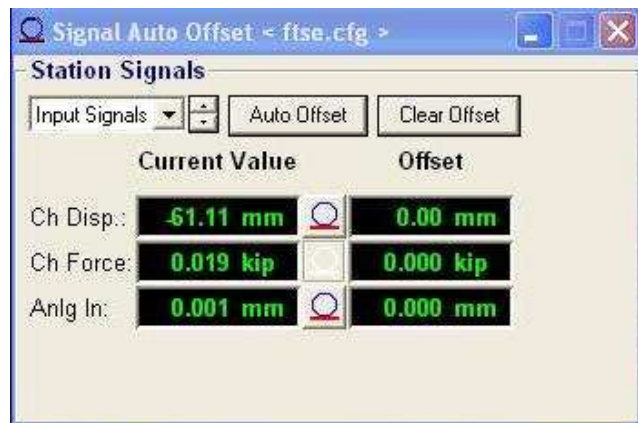 Signal Auto Offset < ftse.cfg >
Station Signals
Input Signals Auto Offset Clear Offset
Current Value Offset
Ch Disp.: -61.11 mm 0.00 mm
Ch Force: 0.019 kip 0.000 kip
Anlg In: 0.001 mm 0.000 mm